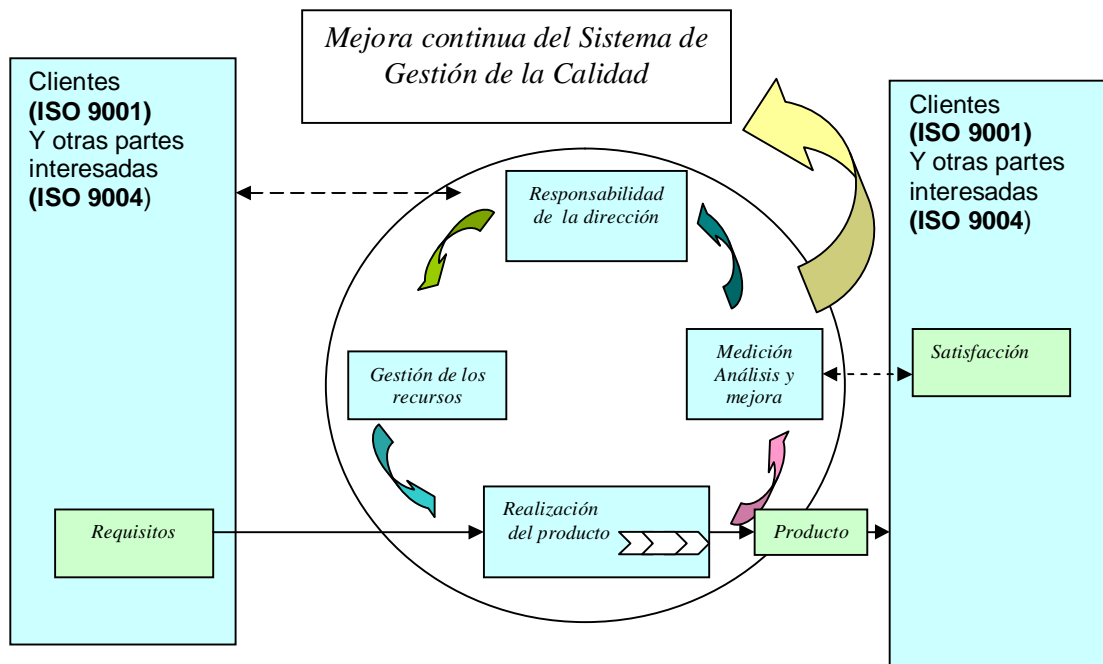 Mejora continua del Sistema de
Gestión de la Calidad
Clientes
(ISO 9001)
Y otras partes
interesadas
(ISO 9004)
Responsabilidad
de la dirección
Gestión de los
recursos
Medición
Análisis y
mejora
Realización
del producto
Requisitos
Producto
Clientes
(ISO 9001)
Y otras partes
interesadas
(ISO 9004)
Satisfacción